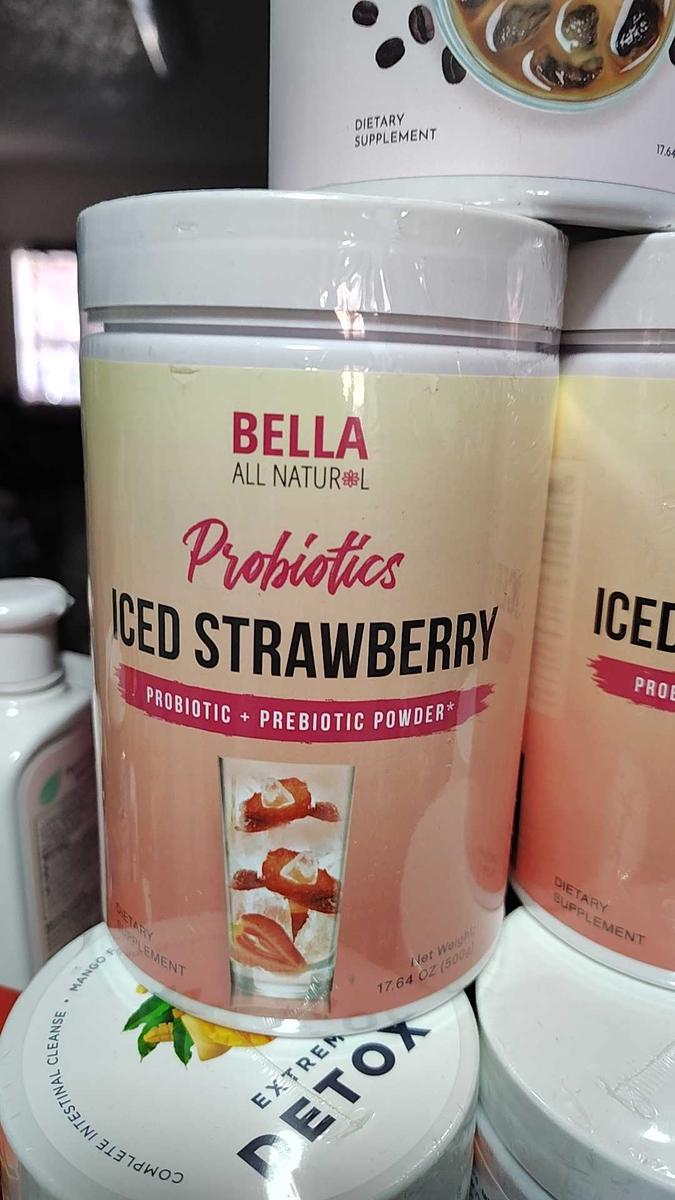 DIETARY
SUPPLEMENT
17.64
BELLA
ALL NATURAL
Probiotics
ICED STRAWBERRY
PROBIOTIC + PREBIOTIC POWDER*
DIETARY
SUPPLEMENT
Net Weight:
17.64 OZ (500g)
ICED
PROB
DIETARY
SUPPLEMENT
COMPLETE INTESTINAL CLEANSE • MANGO
EXTREM
DETOX